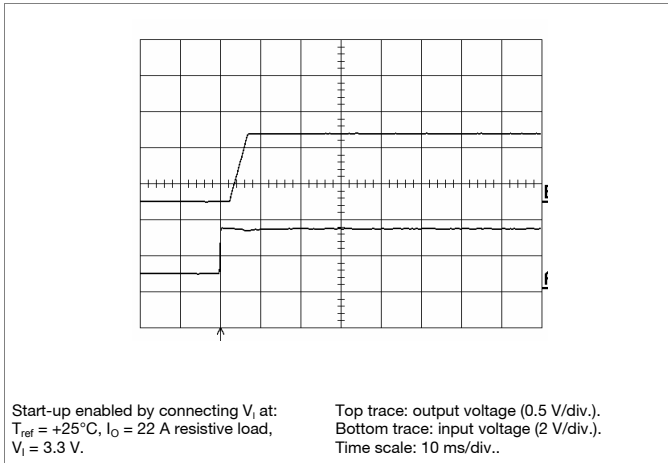 Start-up enabled by connecting V_I at:
T_ref = +25°C, I_O = 22 A resistive load,
V_I = 3.3 V.
Top trace: output voltage (0.5 V/div.).
Bottom trace: input voltage (2 V/div.).
Time scale: 10 ms/div..